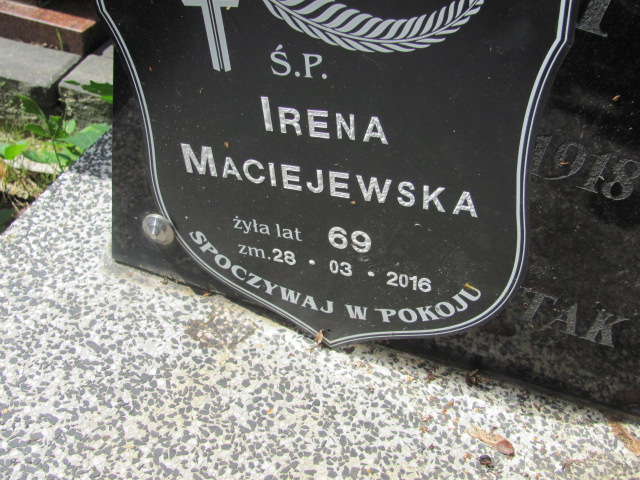 Ś.P.
IRENA
MACIEJEWSKA
żyła lat 69
zm. 28 · 03 · 2016
SPOCZYWAJ W POKOJU
1918
TAK